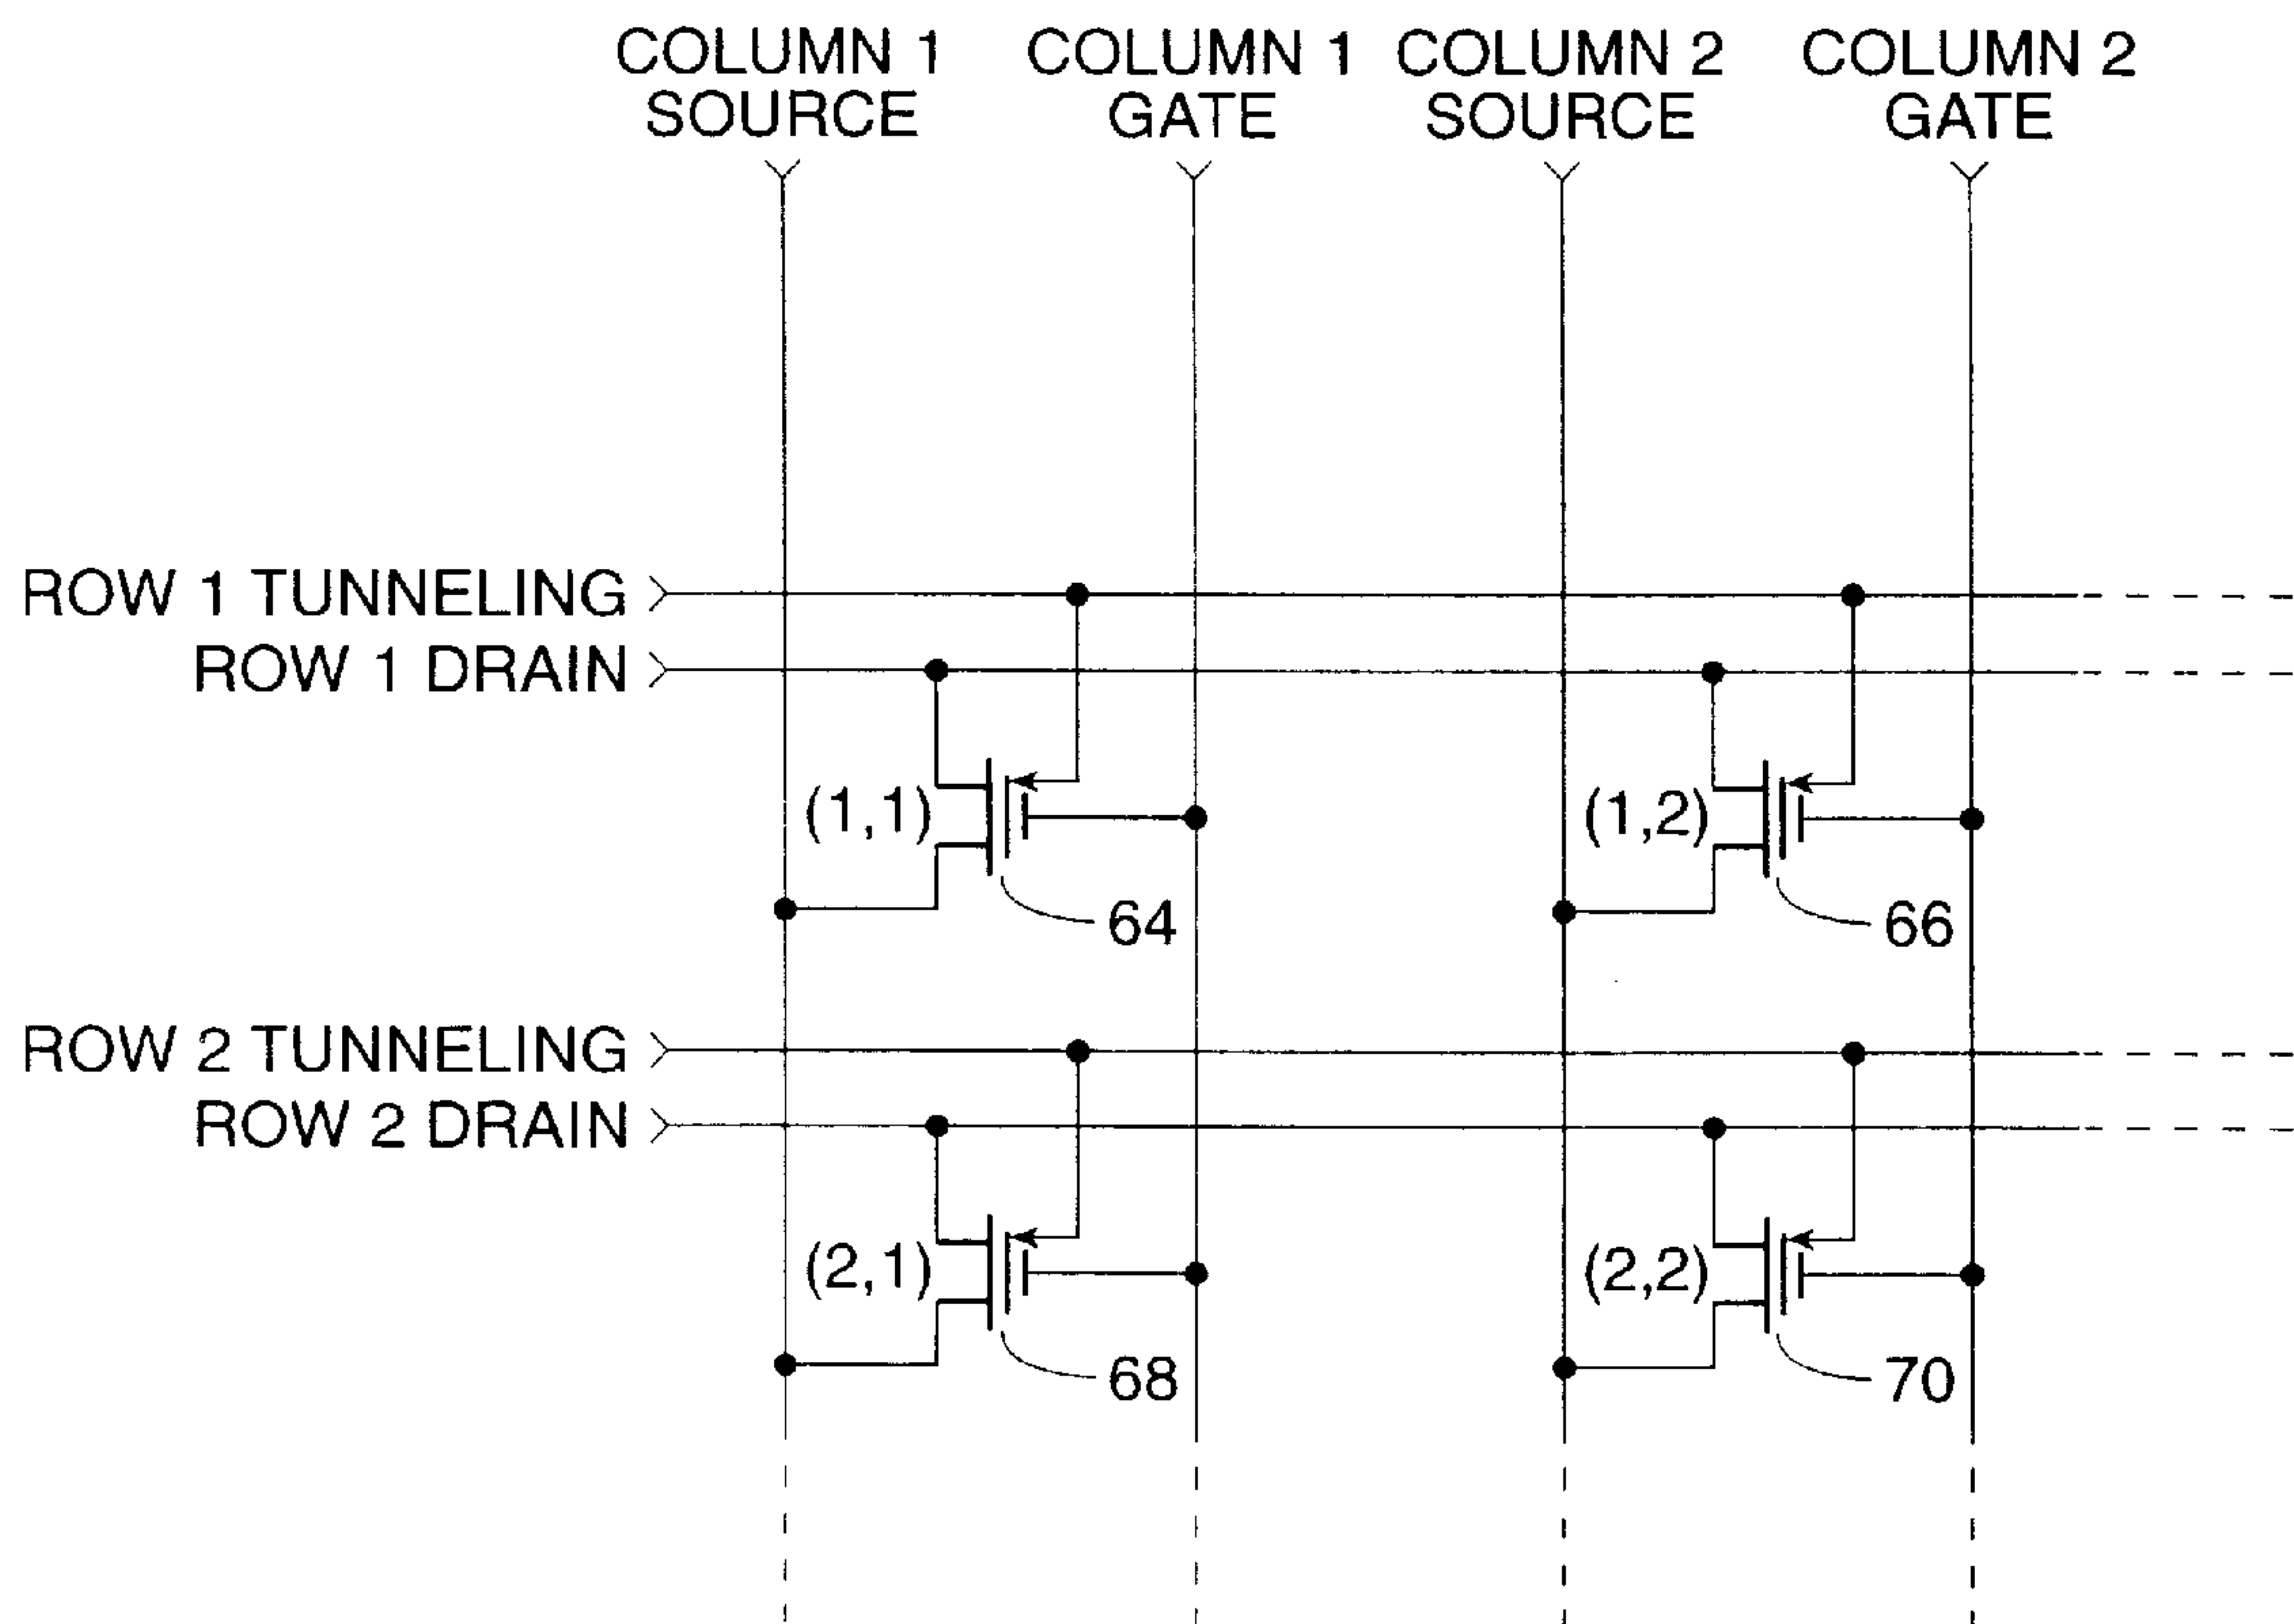 COLUMN 1 SOURCE
COLUMN 1 GATE
COLUMN 2 SOURCE
COLUMN 2 GATE
ROW 1 TUNNELING
ROW 1 DRAIN
(1,1)
(1,2)
64
66
ROW 2 TUNNELING
ROW 2 DRAIN
(2,1)
(2,2)
68
70